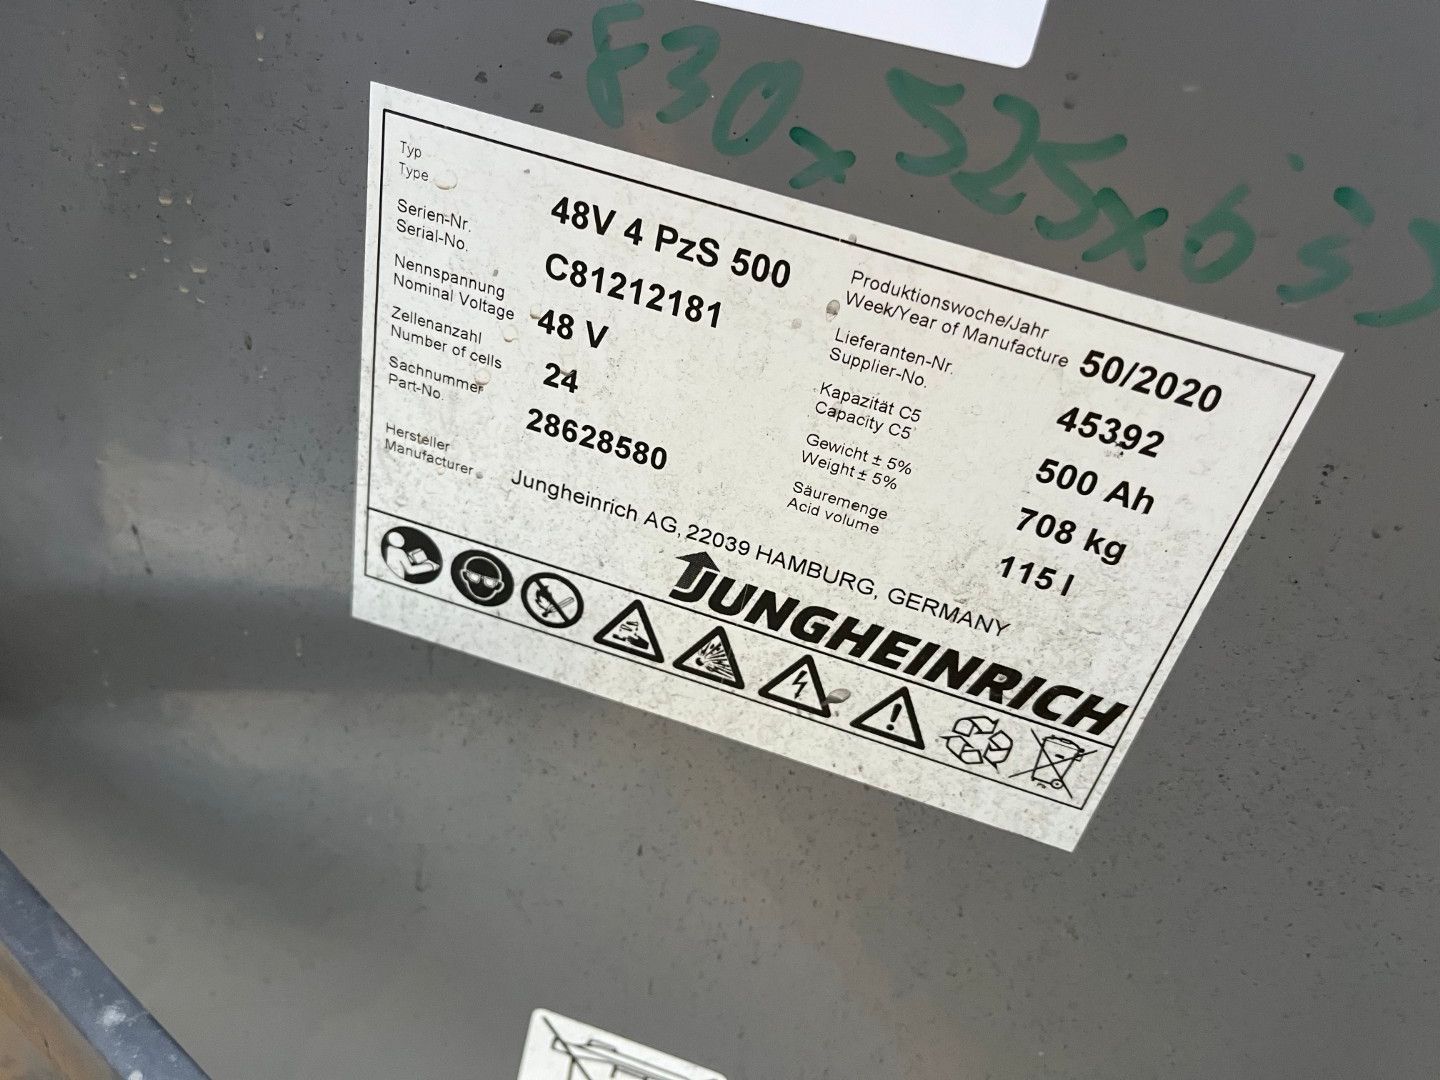 830x525x6
Typ
Type
48V 4 PzS 500
Serien-Nr.
Serial-No.
C81212181
Nennspannung
Nominal Voltage
48 V
Zellenanzahl
Number of cells
24
Sachnummer
Part-No.
28628580
Hersteller
Manufacturer
Jungheinrich AG, 22039 HAMBURG, GERMANY
Produktionswoche/Jahr
Week/Year of Manufacture
50/2020
Lieferanten-Nr.
Supplier-No.
45392
Kapazität C5
Capacity C5
500 Ah
Gewicht ± 5%
Weight ± 5%
708 kg
Säuremenge
Acid volume
115 l
JUNGHEINRICH